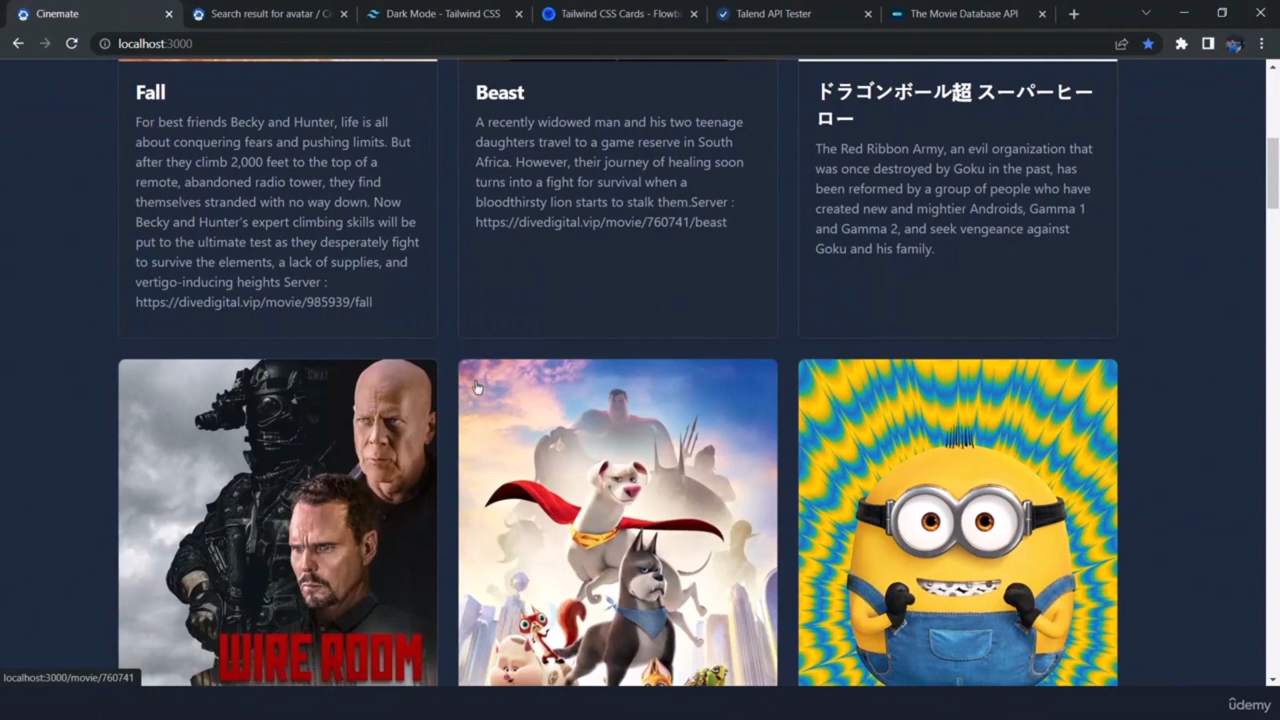 Cinemate
Search result for avatar / Ci
Dark Mode - Tailwind CSS
Tailwind CSS Cards - Flowb
Talend API Tester
The Movie Database API
localhost:3000
Fall
For best friends Becky and Hunter, life is all
about conquering fears and pushing limits. But
after they climb 2,000 feet to the top of a
remote, abandoned radio tower, they find
themselves stranded with no way down. Now
Becky and Hunter's expert climbing skills will be
put to the ultimate test as they desperately fight
to survive the elements, a lack of supplies, and
vertigo-inducing heights Server :
https://divedigital.vip/movie/985939/fall
Beast
A recently widowed man and his two teenage
daughters travel to a game reserve in South
Africa. However, their journey of healing soon
turns into a fight for survival when a
bloodthirsty lion starts to stalk them.Server :
https://divedigital.vip/movie/760741/beast
ドラゴンボール超 スーパーヒー
ロー
The Red Ribbon Army, an evil organization that
was once destroyed by Goku in the past, has
been reformed by a group of people who have
created new and mightier Androids, Gamma 1
and Gamma 2, and seek vengeance against
Goku and his family.
SWAT
WIRE ROOM
localhost:3000/movie/760741
ûdemy